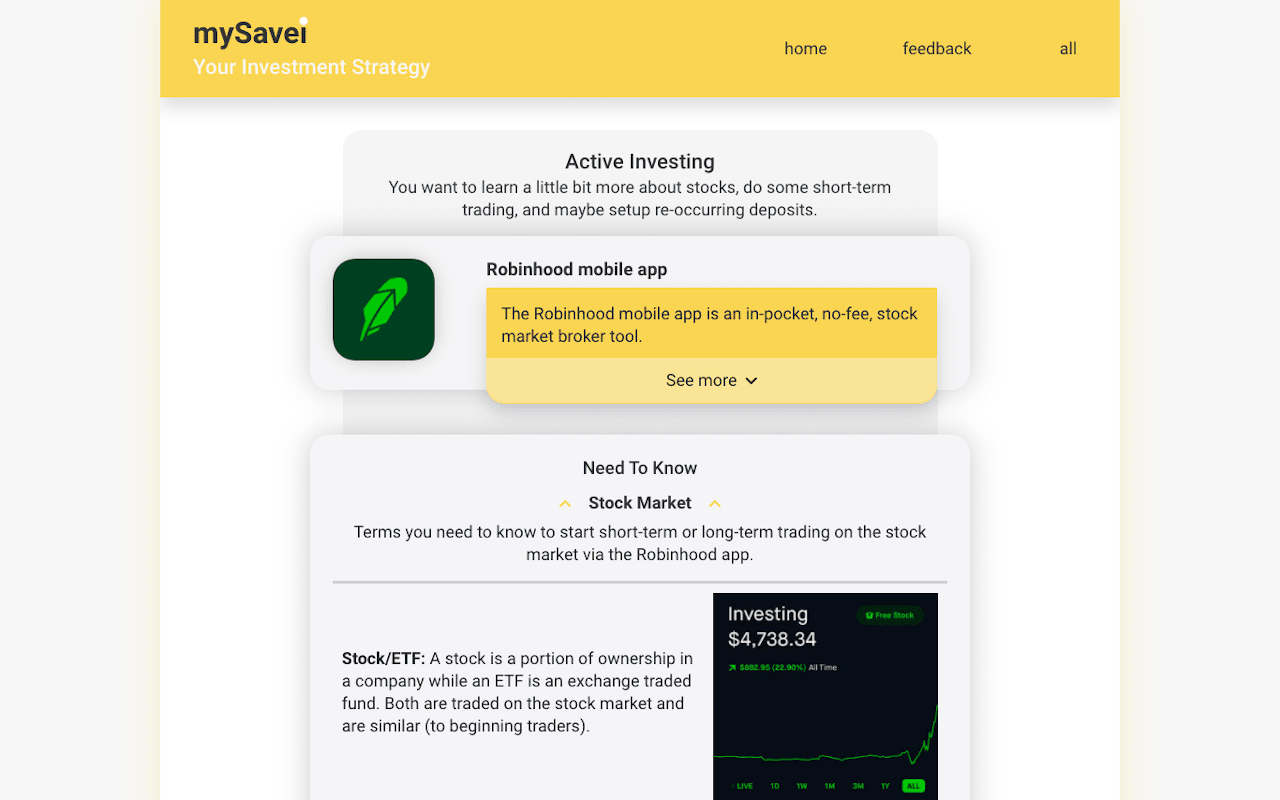 mySavei
Your Investment Strategy
home
feedback
all
Active Investing
You want to learn a little bit more about stocks, do some short-term
trading, and maybe setup re-occurring deposits.
Robinhood mobile app
The Robinhood mobile app is an in-pocket, no-fee, stock
market broker tool.
See more
Need To Know
Stock Market
Terms you need to know to start short-term or long-term trading on the stock
market via the Robinhood app.
Stock/ETF: A stock is a portion of ownership in
a company while an ETF is an exchange traded
fund. Both are traded on the stock market and
are similar (to beginning traders).
Investing
Free Stock
$4,738.34
$882.95 (22.90%) All Time
LIVE 1D 1W 1M 3M 1Y ALL